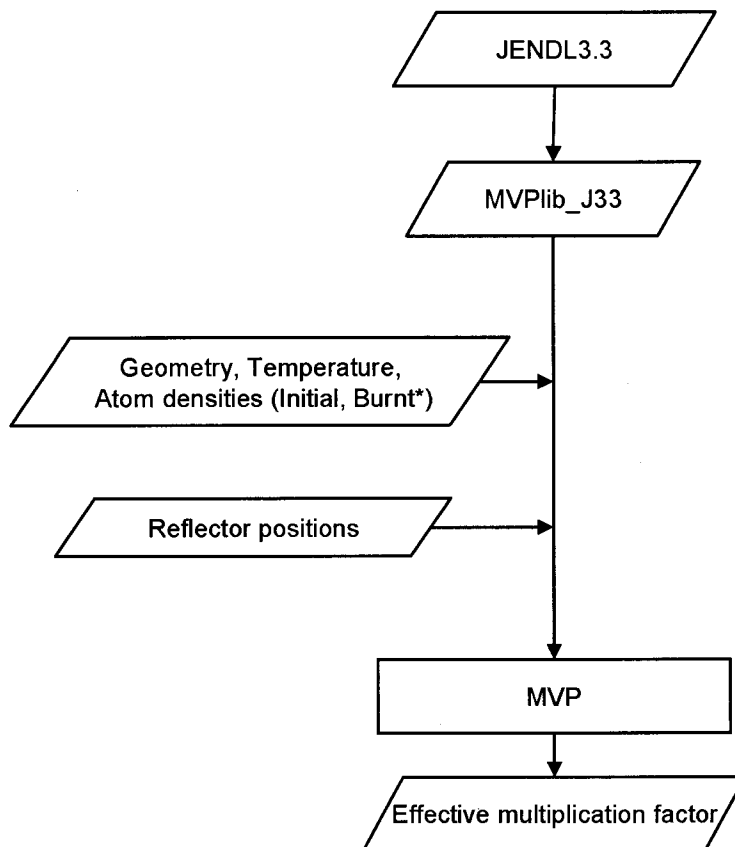 JENDL3.3
MVPlib_J33
Geometry, Temperature,
Atom densities (Initial, Burnt*)
Reflector positions
MVP
Effective multiplication factor